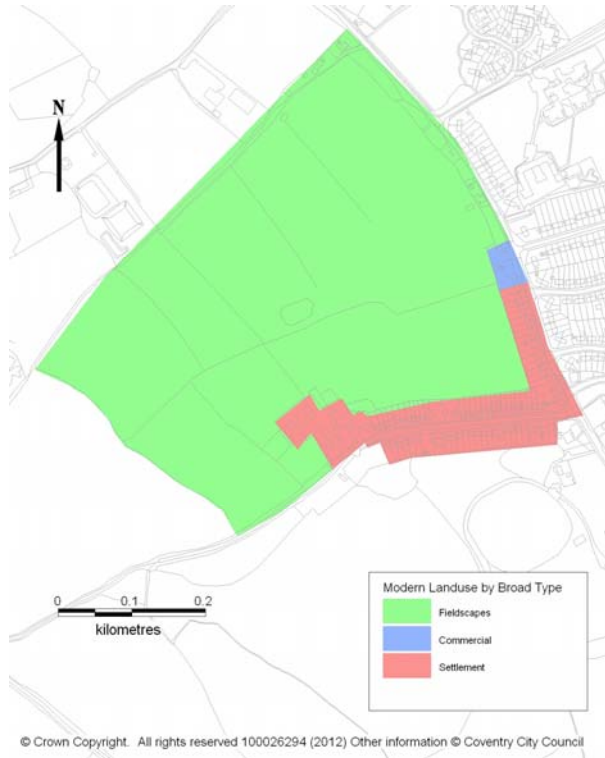 N
0 0.1 0.2
kilometres
Modern Landuse by Broad Type
Fieldscapes
Commercial
Settlement
© Crown Copyright. All rights reserved 100026294 (2012) Other information © Coventry City Council